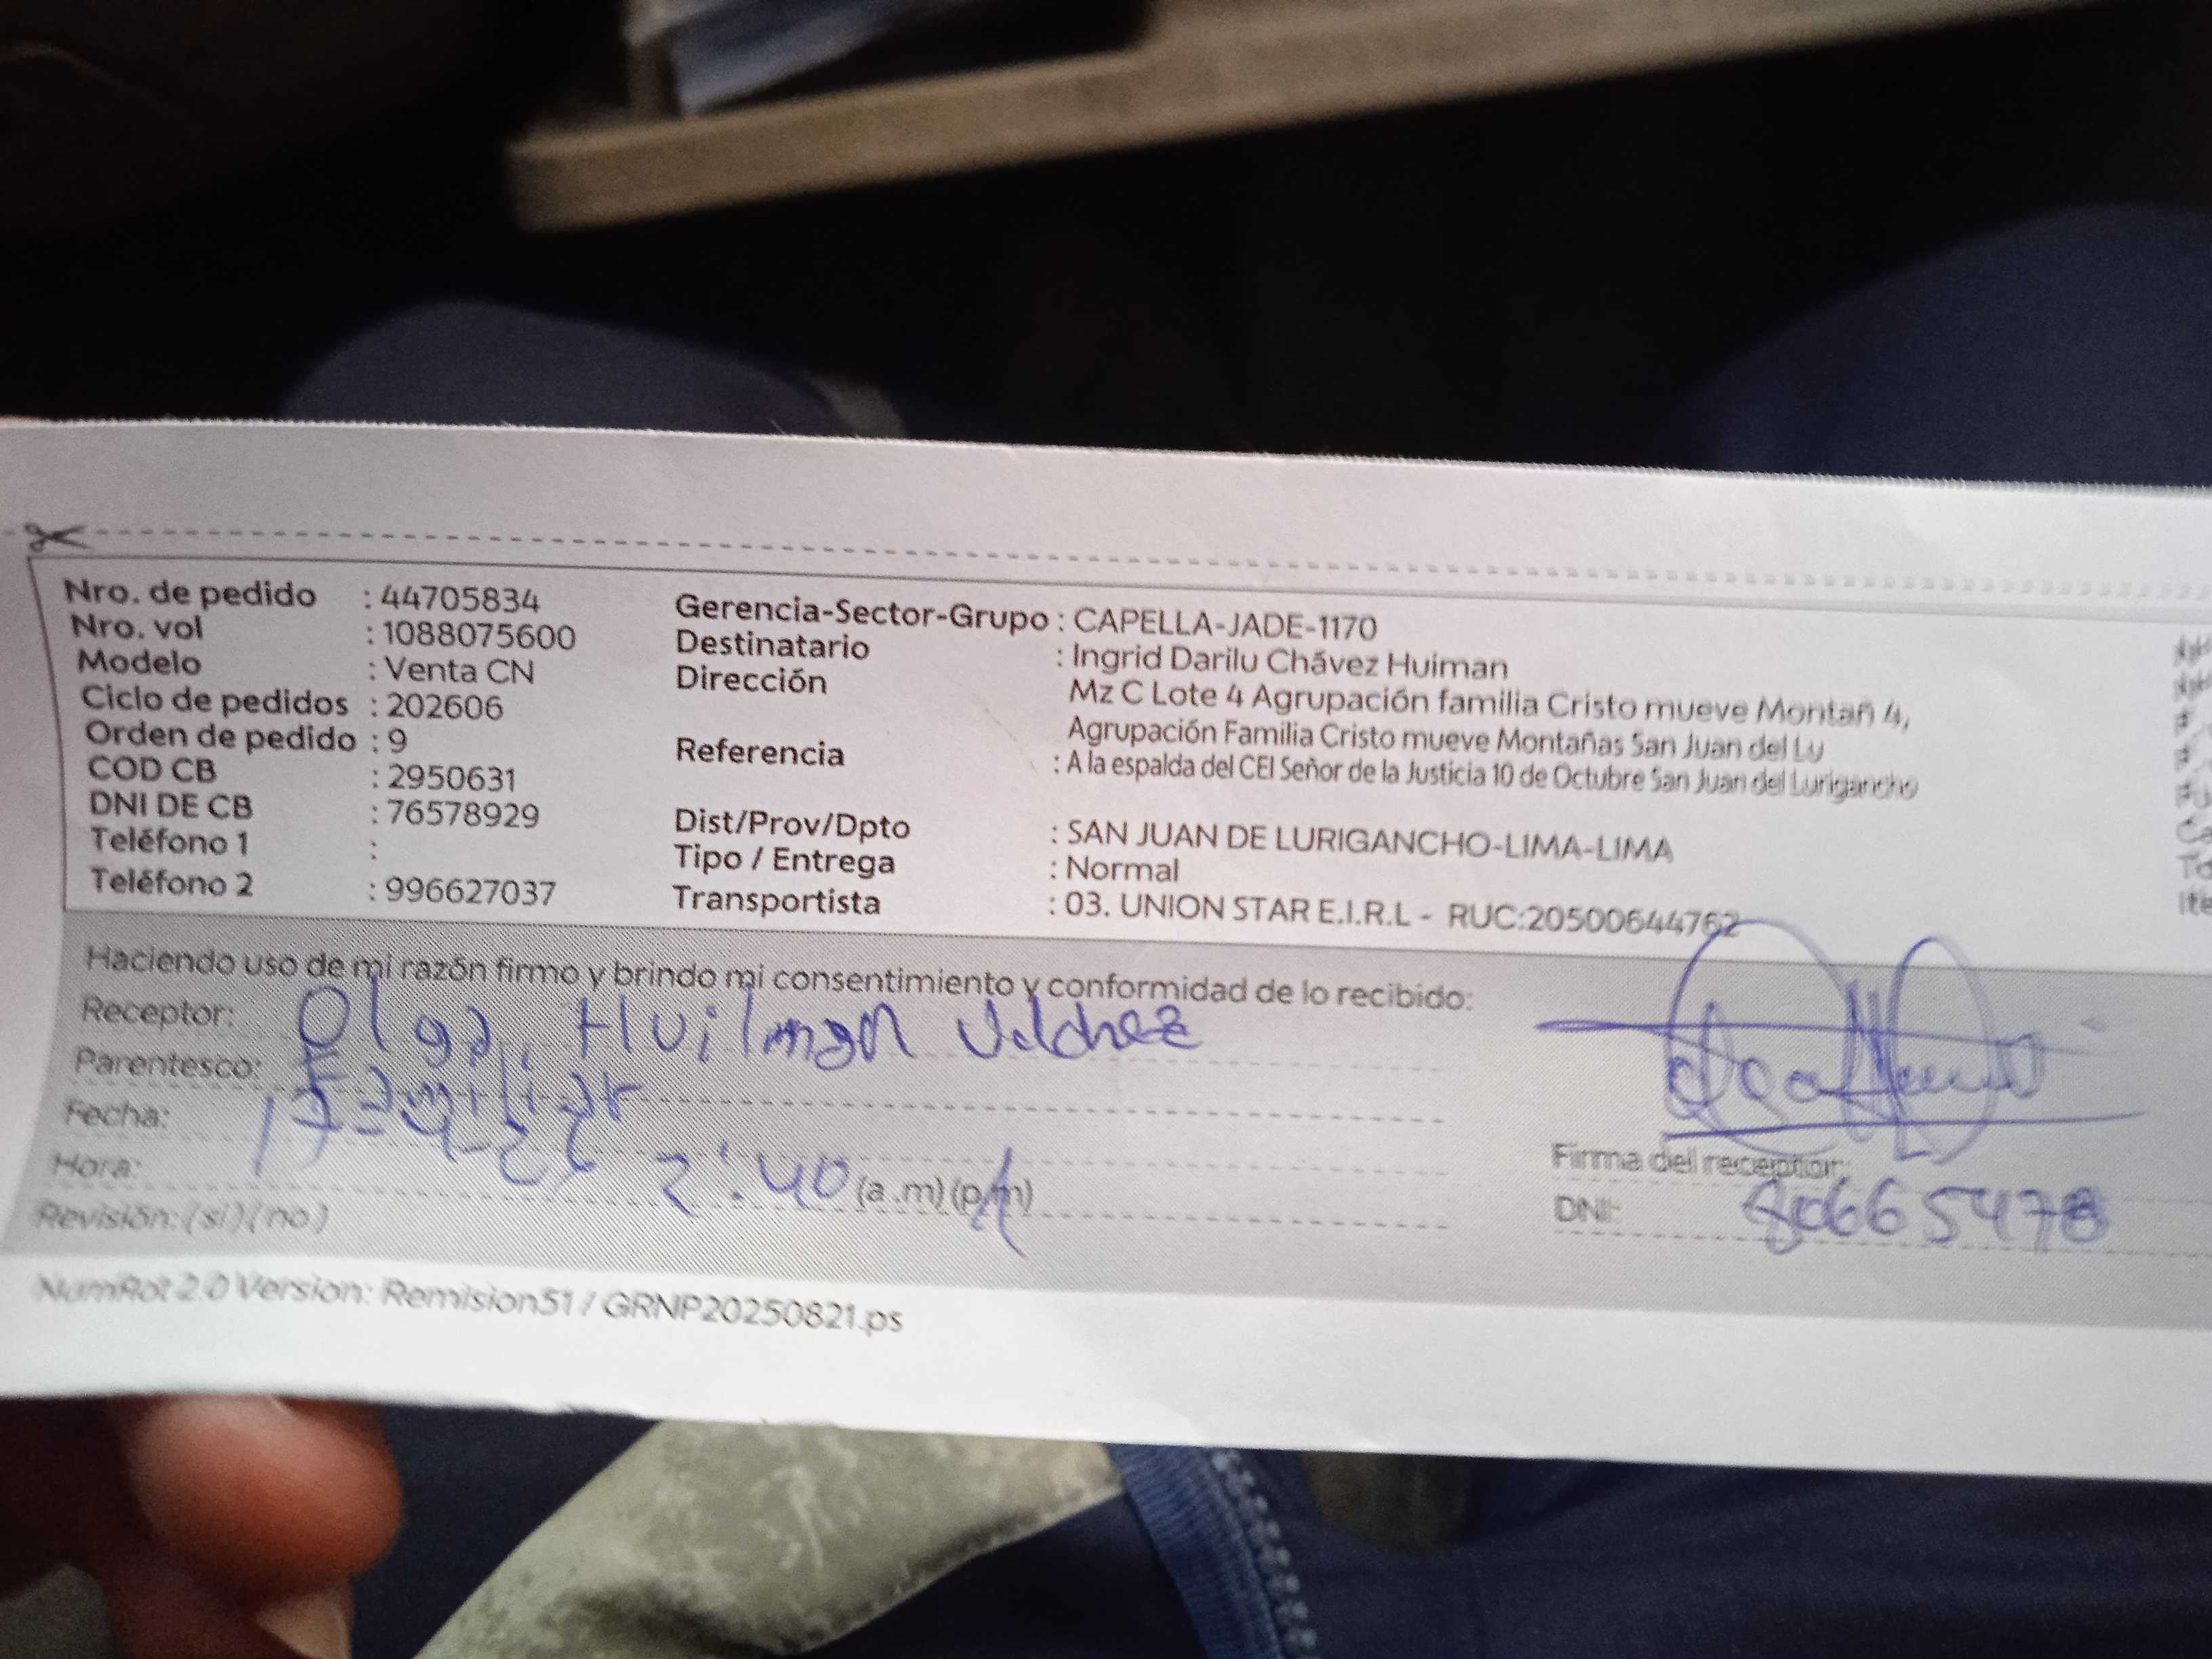 Nro. de pedido : 44705834
Nro. vol : 1088075600
Modelo : Venta CN
Ciclo de pedidos : 202606
Orden de pedido : 9
COD CB : 2950631
DNI DE CB : 76578929
Teléfono 1 :
Teléfono 2 : 996627037
Gerencia-Sector-Grupo : CAPELLA-JADE-1170
Destinatario : Ingrid Darilu Chávez Huiman
Dirección Mz C Lote 4 Agrupación familia Cristo mueve Montañ 4,
Agrupación Familia Cristo mueve Montañas San Juan del Lu
Referencia : A la espalda del CEI Señor de la Justicia 10 de Octubre San Juan del Lurigancho
Dist/Prov/Dpto : SAN JUAN DE LURIGANCHO-LIMA-LIMA
Tipo / Entrega : Normal
Transportista : 03. UNION STAR E.I.R.L - RUC:20500644762
Haciendo uso de mi razón firmo y brindo mi consentimiento y conformidad de lo recibido:
Receptor: Olga Huilman Vilchez
Parentesco: Familiar
Fecha: 17-4-26
Hora: 2:40 (a.m) (p.m)
Revisión: (si) (no)
Firma del receptor:
DNI: 80665478
NumRot 2.0 Version: Remision51 / GRNP20250821.ps